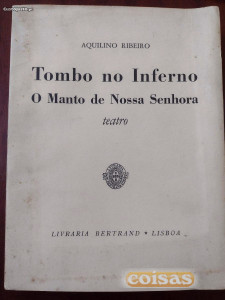 AQUILINO RIBEIRO
Tombo no Inferno
O Manto de Nossa Senhora
teatro
LIVRARIA BERTRAND • LISBOA
coisas